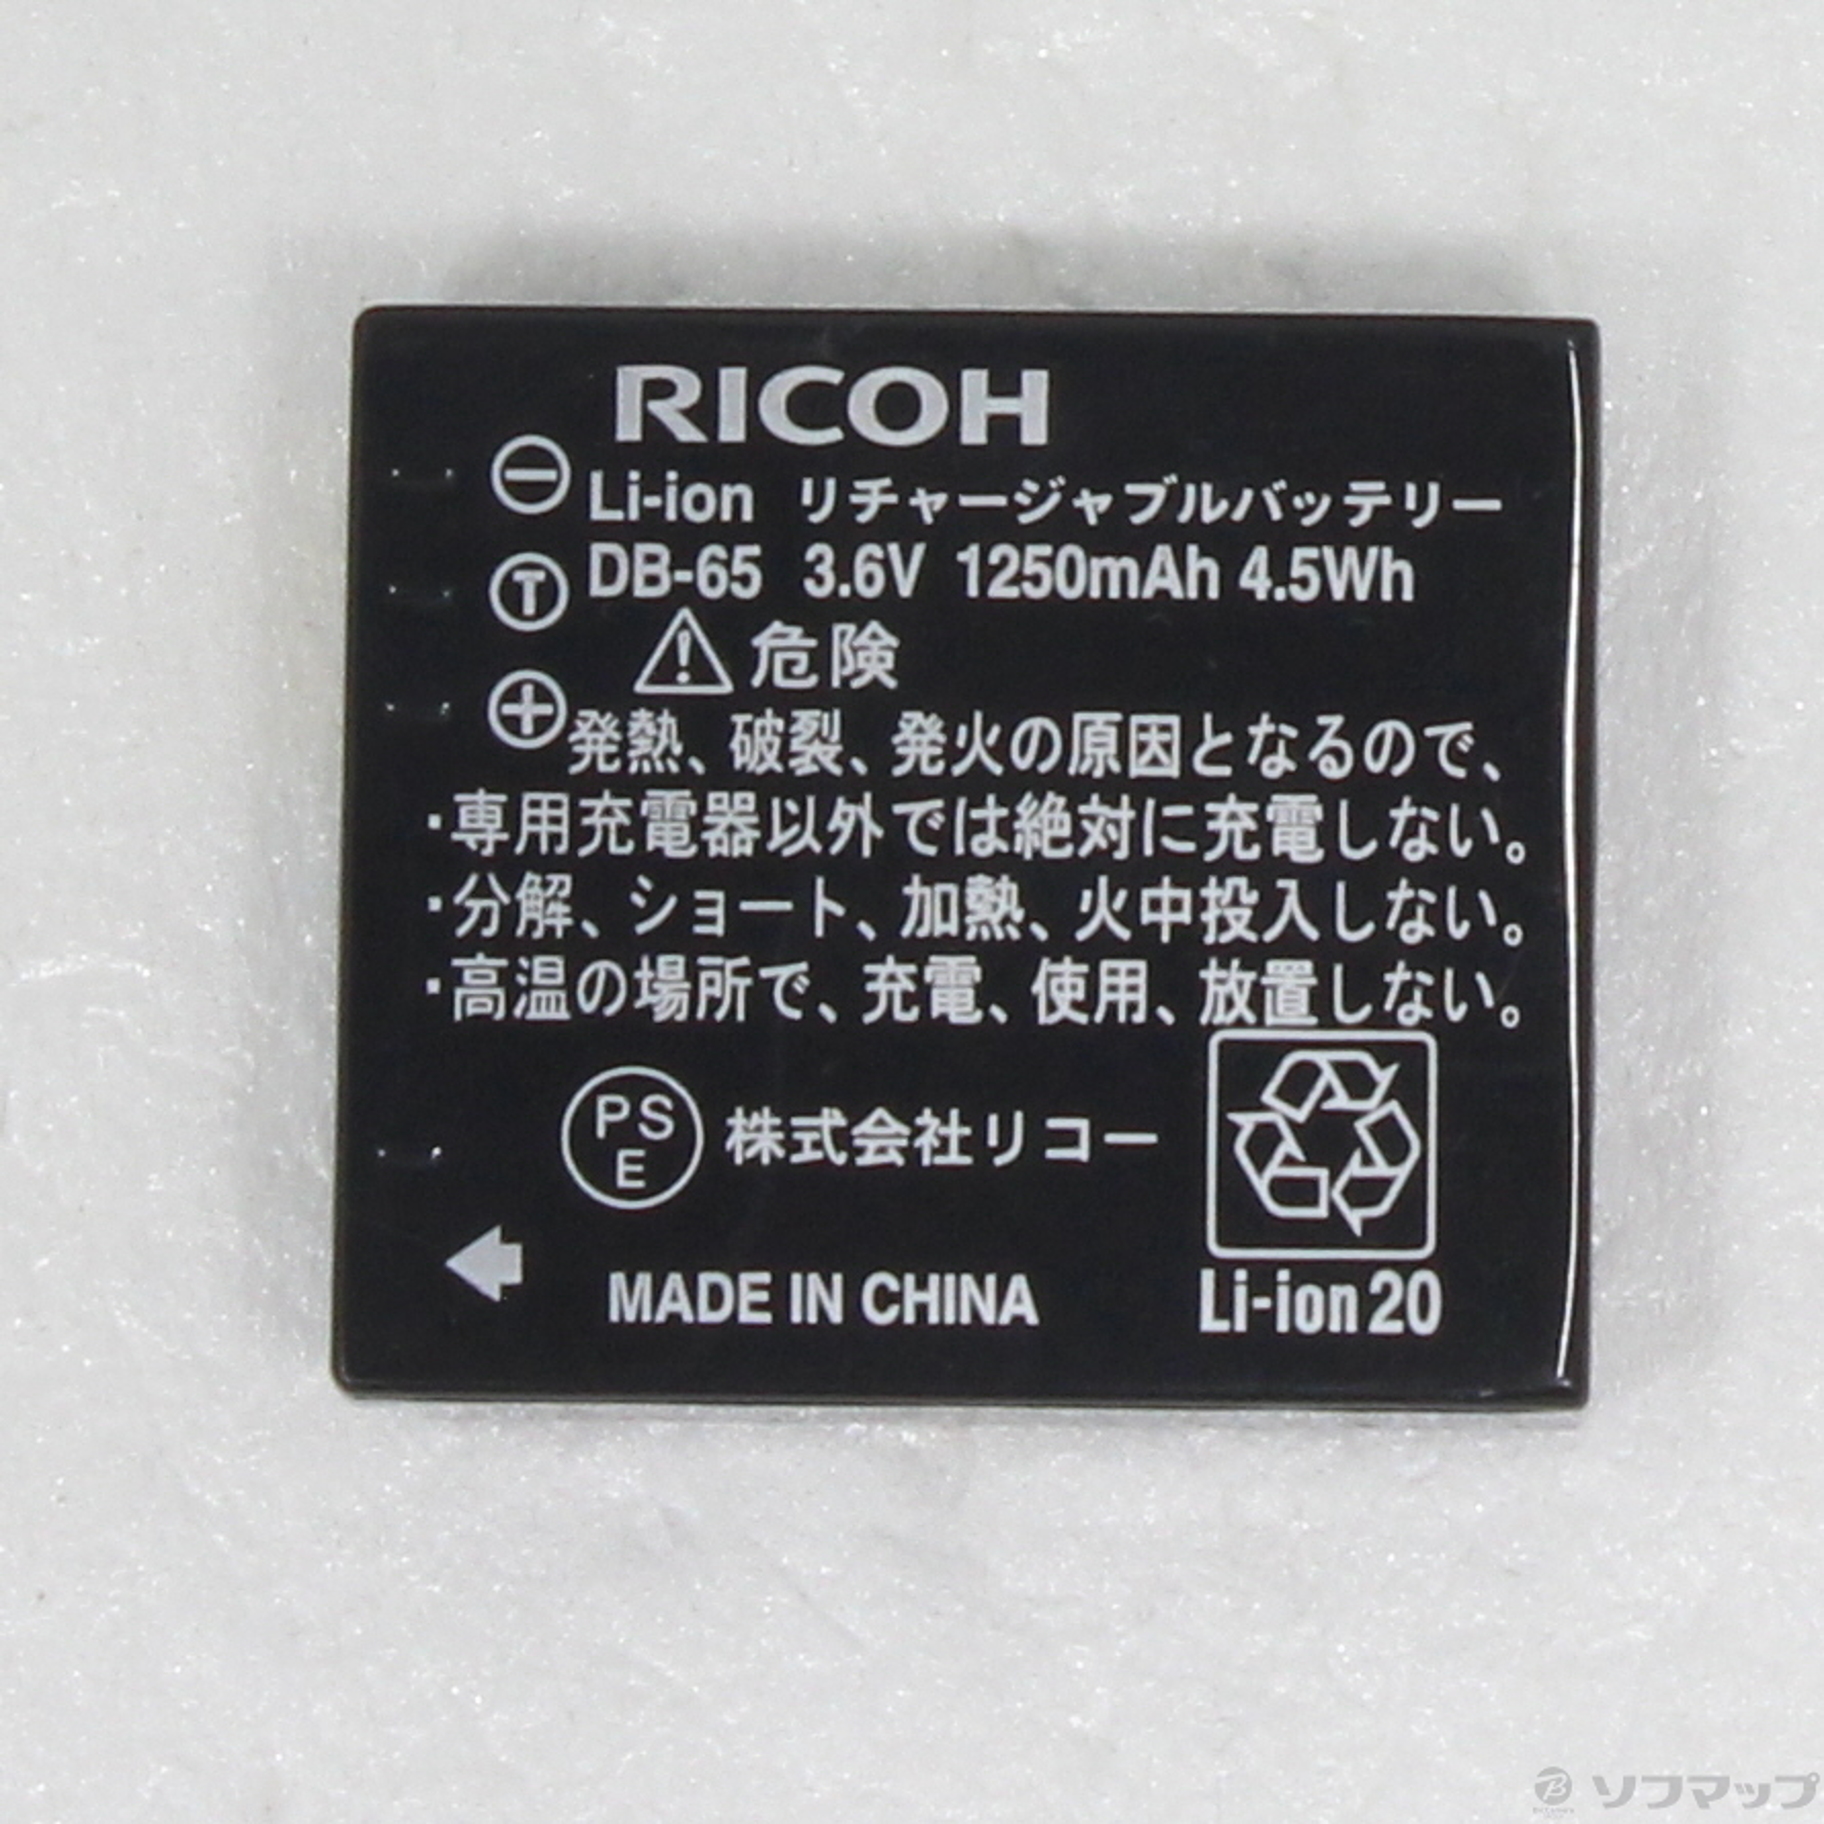 RICOH
Li-ion リチャージャブルバッテリー
DB-65 3.6V 1250mAh 4.5Wh
T
危険
発熱、破裂、発火の原因となるので、
・専用充電器以外では絶対に充電しない。
・分解、ショート、加熱、火中投入しない。
・高温の場所で、充電、使用、放置しない。
PS
E
株式会社リコー
MADE IN CHINA
Li-ion20
ソフマップ